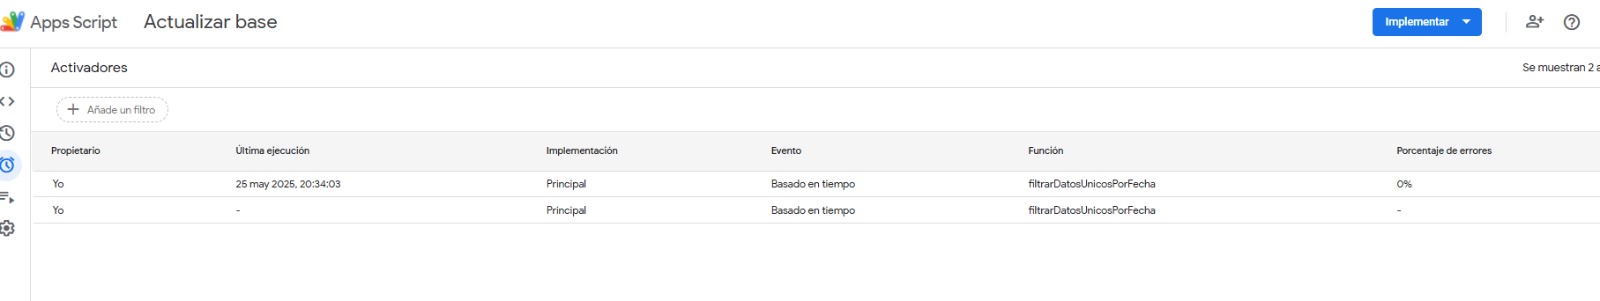 Apps Script Actualizar base Implementar
Activadores Se muestran 2 a
Añade un filtro
Propietario Última ejecución Implementación Evento Función Porcentaje de errores
Yo 25 may 2025, 20:34:03 Principal Basado en tiempo filtrarDatosUnicosPorFecha 0%
Yo - Principal Basado en tiempo filtrarDatosUnicosPorFecha -